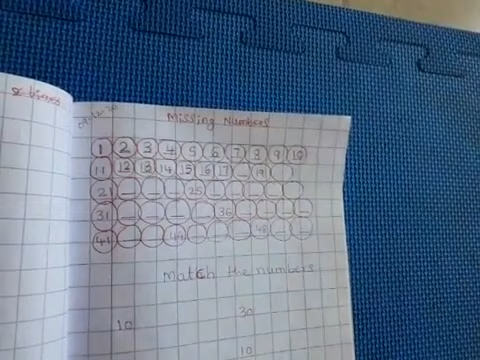 Missing Numbers
1 2 3 4 5 6 7 8 9 10
11 12 13 14 15 16 17 _ 19
21 _ _ _ 25 _ _ _ _ _
31 _ _ _ _ 36 _ _ _ _
41 _ _ 44 _ _ _ 48 _ _
Match the numbers
30
10
10